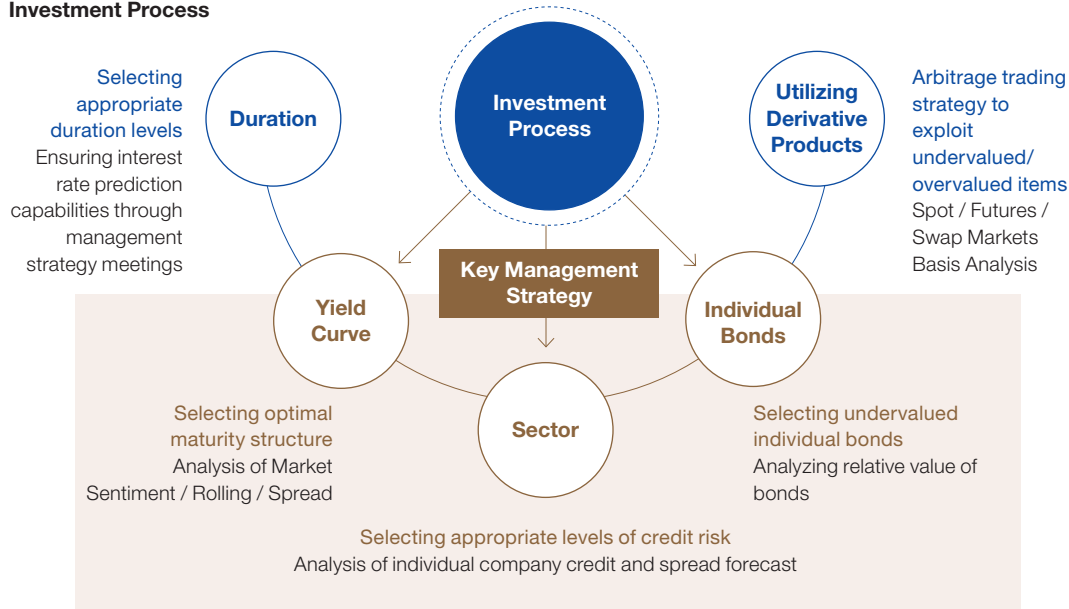 Investment Process
Selecting
appropriate
duration levels
Ensuring interest
rate prediction
capabilities through
management
strategy meetings
Duration
Investment
Process
Utilizing
Derivative
Products
Arbitrage trading
strategy to
exploit
undervalued/
overvalued items
Spot / Futures /
Swap Markets
Basis Analysis
Key Management
Strategy
Yield
Curve
Individual
Bonds
Sector
Selecting optimal
maturity structure
Analysis of Market
Sentiment / Rolling / Spread
Selecting undervalued
individual bonds
Analyzing relative value of
bonds
Selecting appropriate levels of credit risk
Analysis of individual company credit and spread forecast